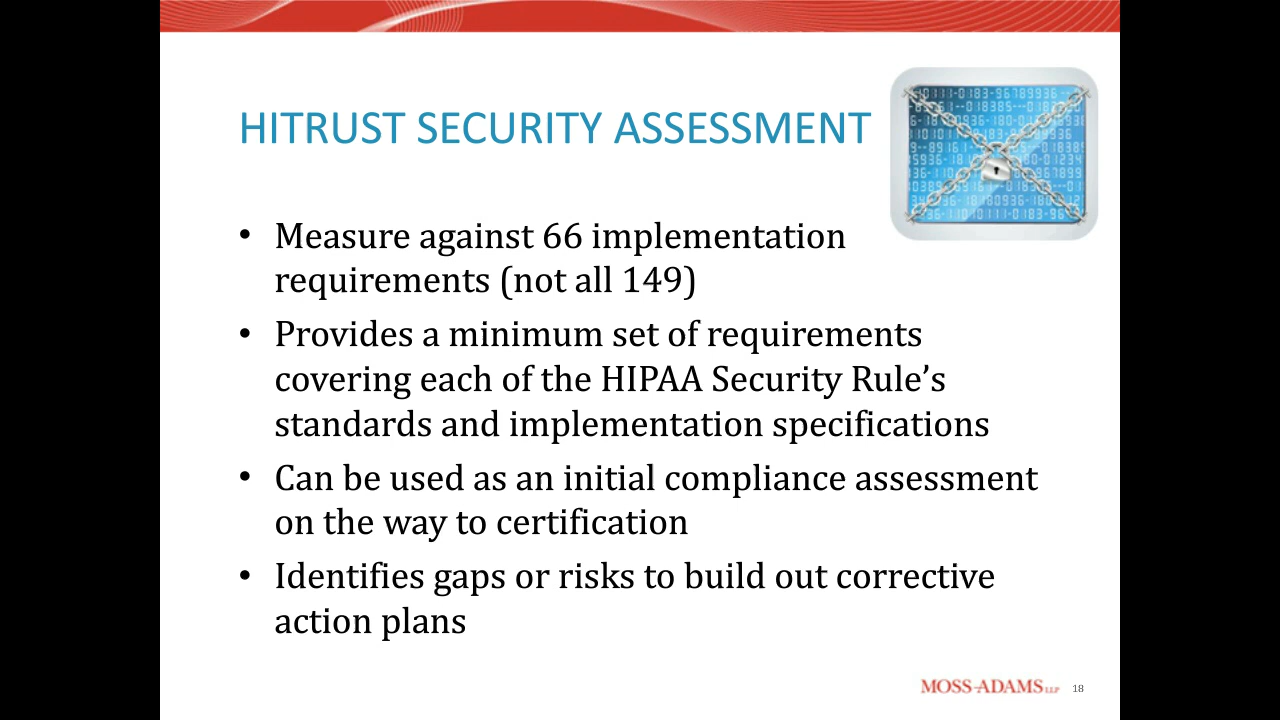 HITRUST SECURITY ASSESSMENT
• Measure against 66 implementation
requirements (not all 149)
• Provides a minimum set of requirements
covering each of the HIPAA Security Rule’s
standards and implementation specifications
• Can be used as an initial compliance assessment
on the way to certification
• Identifies gaps or risks to build out corrective
action plans
MOSS-ADAMS LLP
18